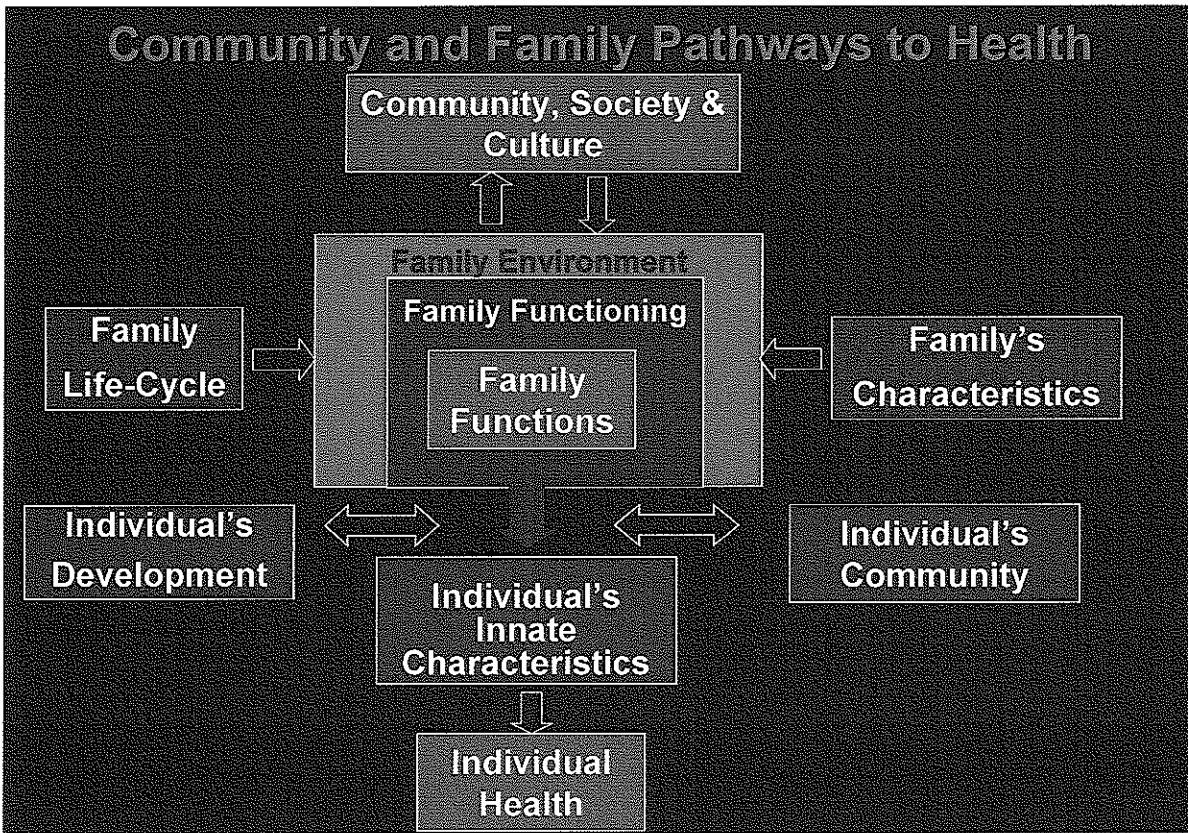 Community and Family Pathways to Health
Community, Society &
Culture
Family Environment
Family Functioning
Family
Functions
Family
Life-Cycle
Family's
Characteristics
Individual's
Development
Individual's
Community
Individual's
Innate
Characteristics
Individual
Health